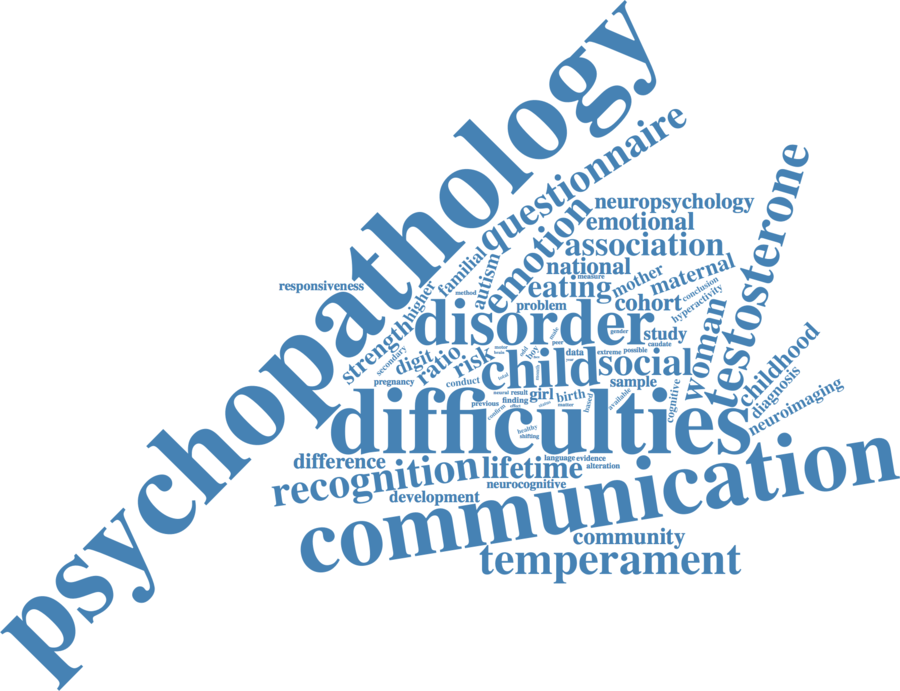 psychopathology
questionnaire
testosterone
neuropsychology
emotional
emotion
association
familial
autism
national
measure
responsiveness
higher
method
eating
mother
maternal
conclusion
hyperactivity
problem
cohort
disorder
gender
study
caudate
woman
strength
secondary
digit
ratio
risk
child
boy
peer
data
extreme
possible
social
childhood
diagnosis
neuroimaging
pregnancy
conduct
sample
result
girl
birth
previous
finding
matter
based
available
cognitive
difficulties
confirm
healthy
shifting
difference
recognition
lifetime
language
evidence
alteration
neurocognitive
development
communication
community
temperament